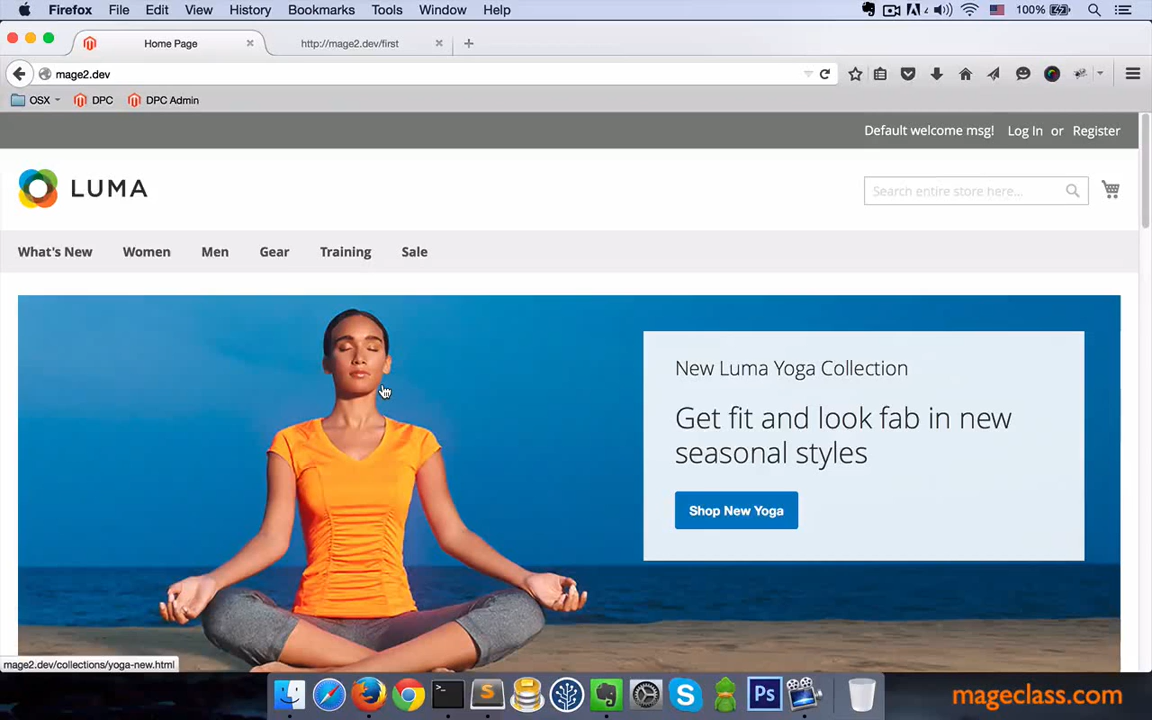 Firefox File Edit View History Bookmarks Tools Window Help
4 100%
Home Page http://mage2.dev/first
mage2.dev
OSX DPC DPC Admin
Default welcome msg! Log In or Register
LUMA
Search entire store here...
What's New Women Men Gear Training Sale
New Luma Yoga Collection
Get fit and look fab in new
seasonal styles
Shop New Yoga
mage2.dev/collections/yoga-new.html
Ps
mageclass.com